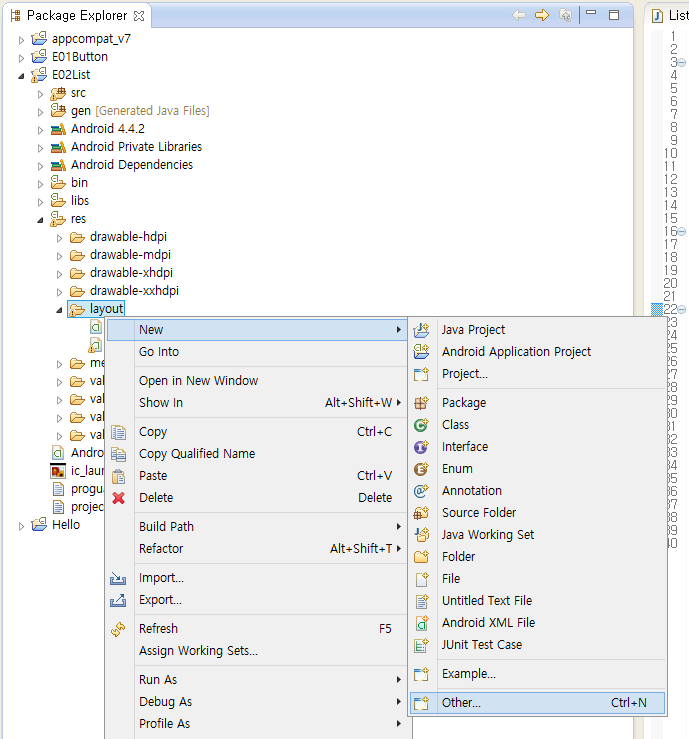 Package Explorer
List
appcompat_v7
E01Button
E02List
src
gen [Generated Java Files]
Android 4.4.2
Android Private Libraries
Android Dependencies
bin
libs
res
drawable-hdpi
drawable-mdpi
drawable-xhdpi
drawable-xxhdpi
layout
me
val
val
val
val
Andro
ic_laun
progua
projec
Hello
New
Go Into
Open in New Window
Show In Alt+Shift+W
Copy Ctrl+C
Copy Qualified Name
Paste Ctrl+V
Delete Delete
Build Path
Refactor Alt+Shift+T
Import...
Export...
Refresh F5
Assign Working Sets...
Run As
Debug As
Profile As
Java Project
Android Application Project
Project...
Package
Class
Interface
Enum
Annotation
Source Folder
Java Working Set
Folder
File
Untitled Text File
Android XML File
JUnit Test Case
Example...
Other... Ctrl+N
1
2
3
4
5
6
7
8
9
10
11
12
13
14
15
16
17
18
19
20
21
22
23
24
25
26
27
28
29
30
31
32
33
34
35
36
37
38
39
40